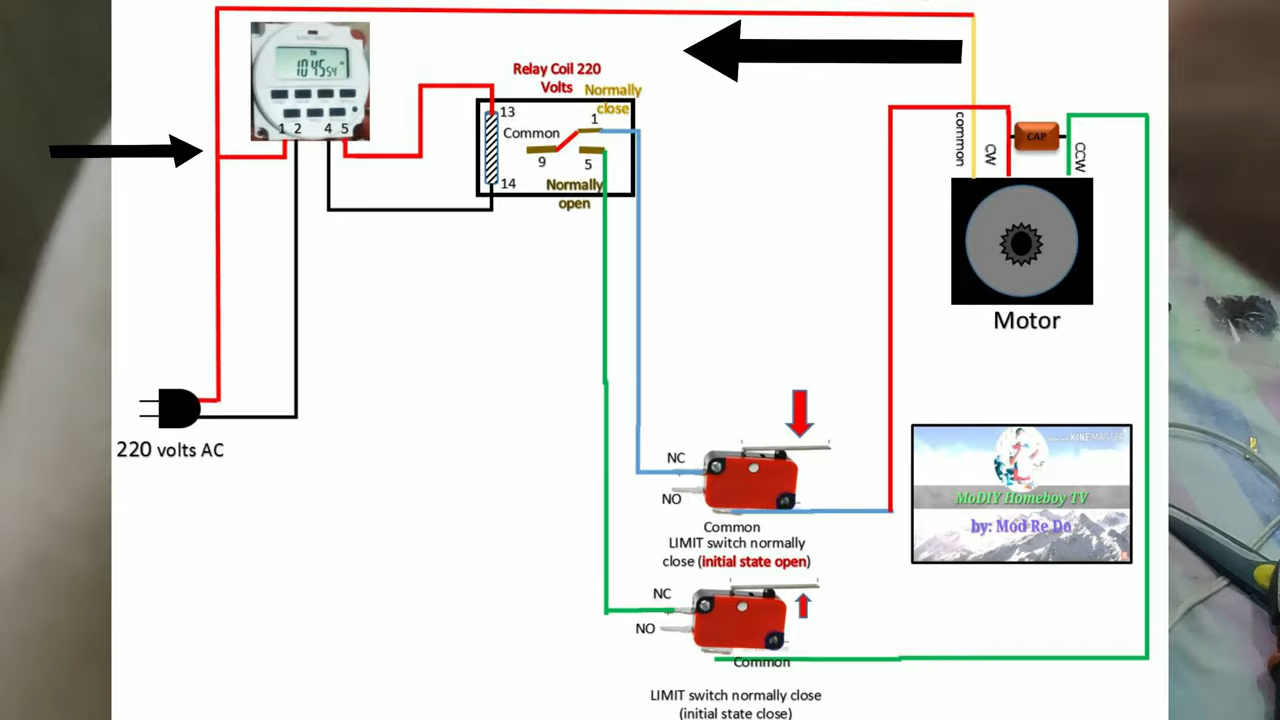 TH
10:45 54
1 2 4 5
Relay Coil 220
Volts
Normally
close
13
1
Common
9
5
14
Normally
open
common
CW
CAP
CCW
Motor
220 volts AC
NC
NO
Common
LIMIT switch normally
close (initial state open)
NC
NO
Common
LIMIT switch normally close
(initial state close)
KINEMASTER
MoDIY Homeboy TV
by: Mod Re Do